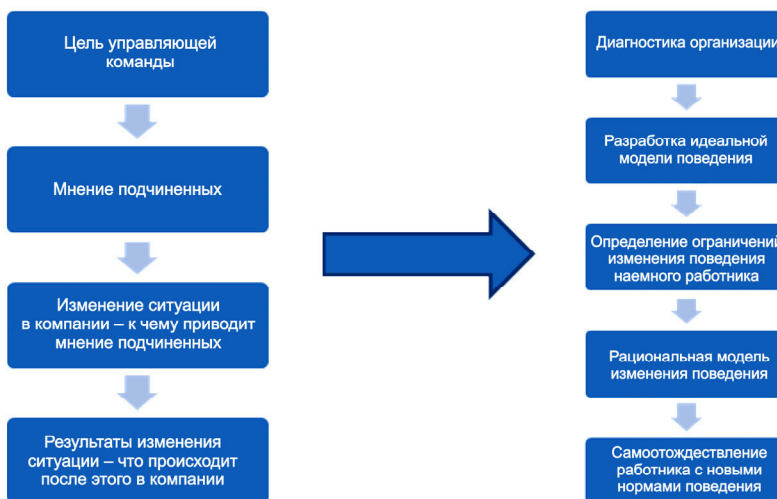 Цель управляющей
команды
Мнение подчиненных
Изменение ситуации
в компании – к чему приводит
мнение подчиненных
Результаты изменения
ситуации – что происходит
после этого в компании
Диагностика организации
Разработка идеальной
модели поведения
Определение ограничений
изменения поведения
наемного работника
Рациональная модель
изменения поведения
Самоотождествление
работника с новыми
нормами поведения